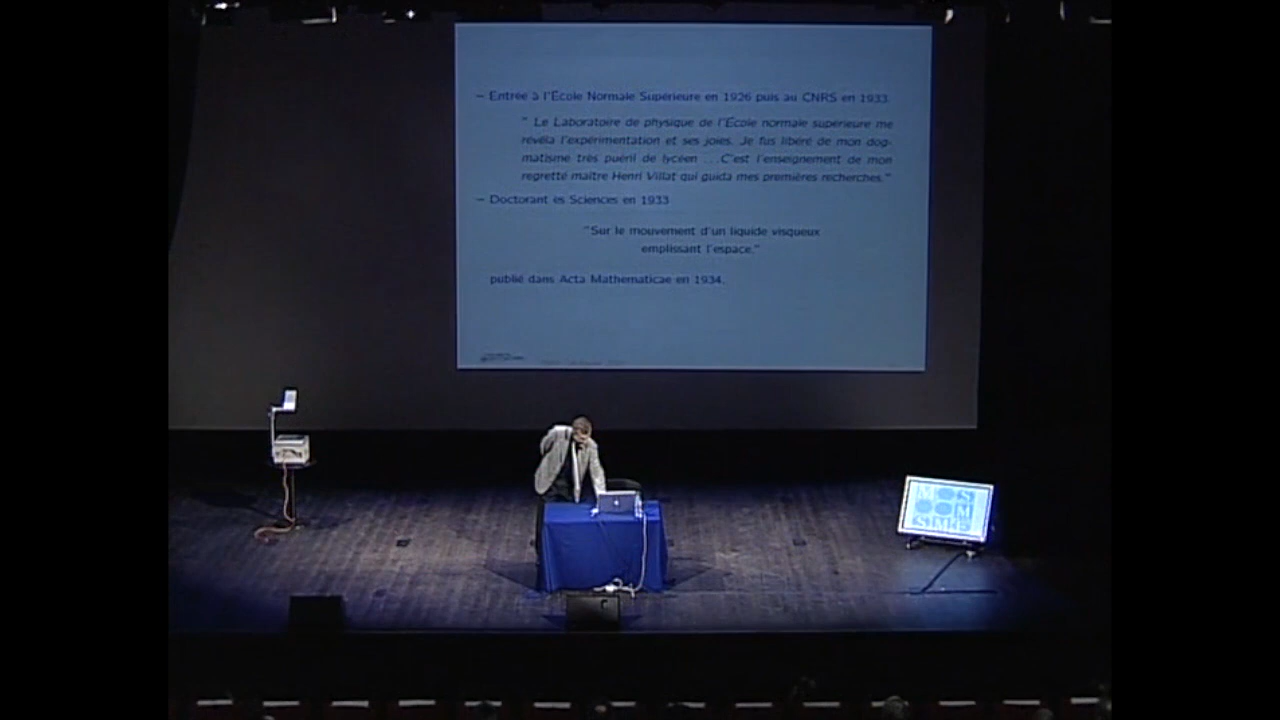 – Entrée à l'École Normale Supérieure en 1926 puis au CNRS en 1933
" Le Laboratoire de physique de l'École normale supérieure me
révéla l'expérimentation et ses joies. Je fus libéré de mon dog-
matisme très puéril de lycéen ...C'est l'enseignement de mon
regretté maître Henri Villat qui guida mes premières recherches."
– Doctorant ès Sciences en 1933
"Sur le mouvement d'un liquide visqueux
emplissant l'espace."
publié dans Acta Mathematicae en 1934.